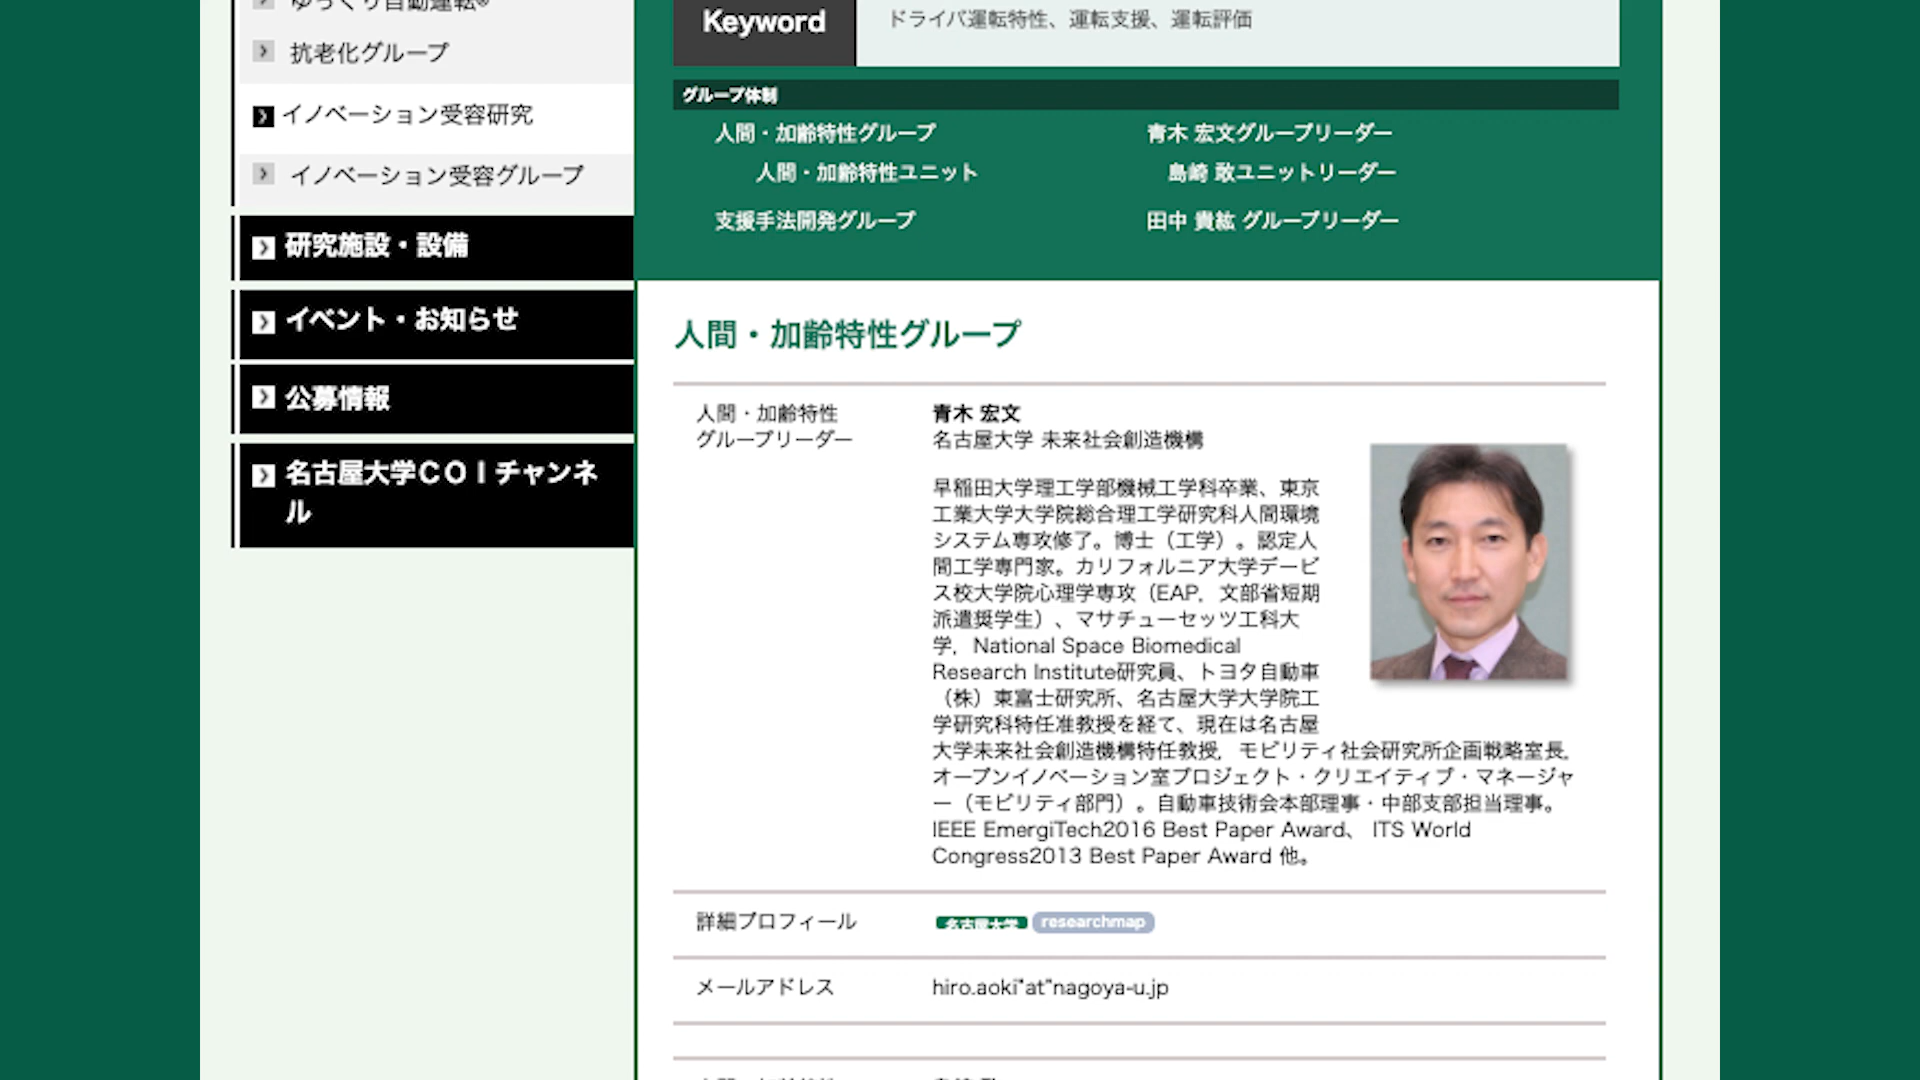 抗老化グループ
イノベーション受容研究
イノベーション受容グループ
研究施設・設備
イベント・お知らせ
公募情報
名古屋大学ＣＯＩチャンネ
ル
Keyword
ドライバ運転特性、運転支援、運転評価
グループ体制
人間・加齢特性グループ
青木 宏文グループリーダー
人間・加齢特性ユニット
島崎 敢ユニットリーダー
支援手法開発グループ
田中 貴紘 グループリーダー
人間・加齢特性グループ
人間・加齢特性
グループリーダー
青木 宏文
名古屋大学 未来社会創造機構
早稲田大学理工学部機械工学科卒業、東京
工業大学大学院総合理工学研究科人間環境
システム専攻修了。博士（工学）。認定人
間工学専門家。カリフォルニア大学デービ
ス校大学院心理学専攻（EAP，文部省短期
派遣奨学生）、マサチューセッツ工科大
学，National Space Biomedical
Research Institute研究員、トヨタ自動車
（株）東富士研究所、名古屋大学大学院工
学研究科特任准教授を経て、現在は名古屋
大学未来社会創造機構特任教授，モビリティ社会研究所企画戦略室長，
オープンイノベーション室プロジェクト・クリエイティブ・マネージャ
ー（モビリティ部門）。自動車技術会本部理事・中部支部担当理事。
IEEE EmergiTech2016 Best Paper Award、 ITS World
Congress2013 Best Paper Award 他。
詳細プロフィール
名古屋大学 researchmap
メールアドレス
hiro.aoki"at"nagoya-u.jp